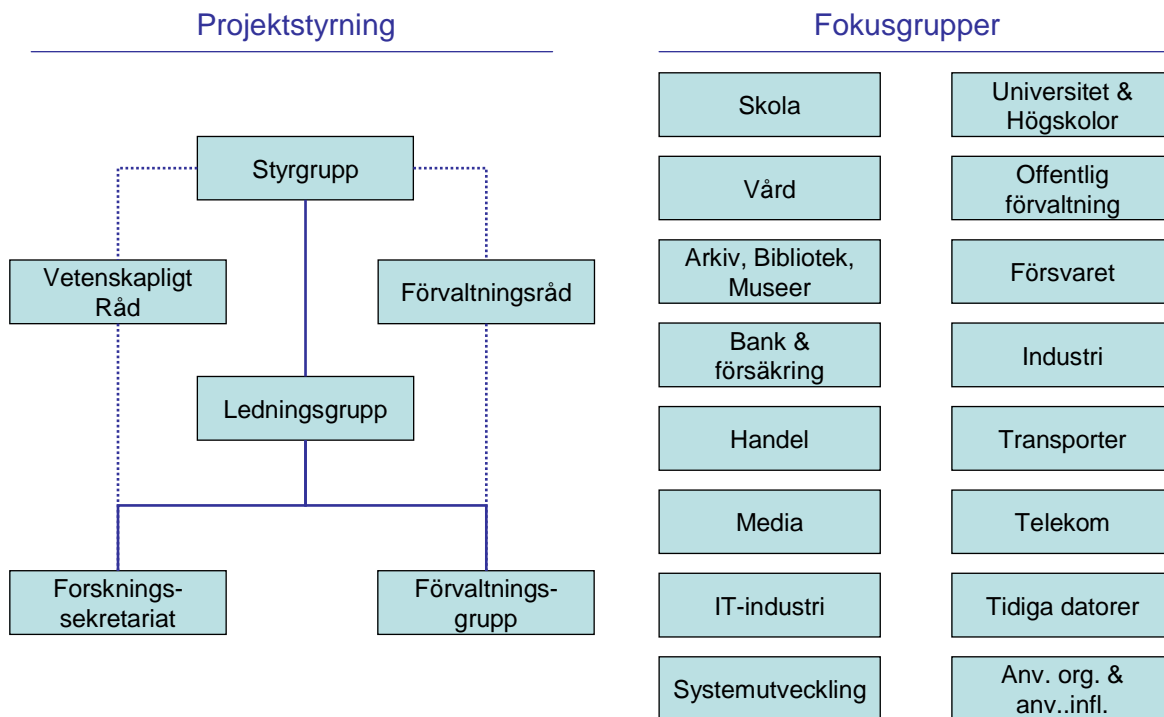 Projektstyrning
Styrgrupp
Vetenskapligt
Råd
Förvaltningsråd
Ledningsgrupp
Forsknings-
sekretariat
Förvaltnings-
grupp
Fokusgrupper
Skola
Universitet &
Högskolor
Vård
Offentlig
förvaltning
Arkiv, Bibliotek,
Museer
Försvaret
Bank &
försäkring
Industri
Handel
Transporter
Media
Telekom
IT-industri
Tidiga datorer
Systemutveckling
Anv. org. &
anv..infl.